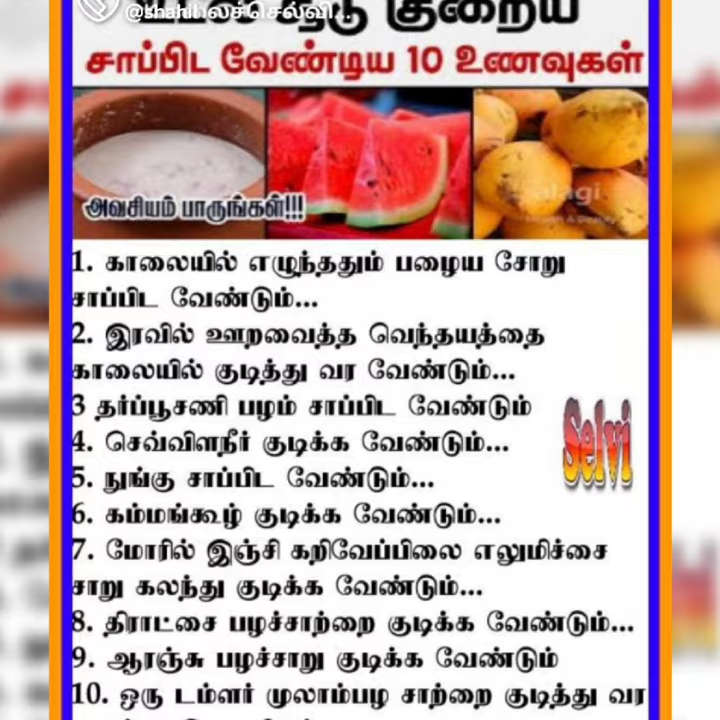 @shahil
குறைய
சாப்பிட வேண்டிய 10 உணவுகள்
அவசியம் பாருங்கள்!!!
1. காலையில் எழுந்ததும் பழைய சோறு
சாப்பிட வேண்டும்...
2. இரவில் ஊறவைத்த வெந்தயத்தை
காலையில் குடித்து வர வேண்டும்...
3 தர்ப்பூசணி பழம் சாப்பிட வேண்டும்
4. செவ்விளநீர் குடிக்க வேண்டும்...
Selvi
5. நுங்கு சாப்பிட வேண்டும்...
6. கம்மங்கூழ் குடிக்க வேண்டும்...
7. மோரில் இஞ்சி கறிவேப்பிலை எலுமிச்சை
சாறு கலந்து குடிக்க வேண்டும்...
8. திராட்சை பழச்சாற்றை குடிக்க வேண்டும்...
9. ஆரஞ்சு பழச்சாறு குடிக்க வேண்டும்
10. ஒரு டம்ளர் முலாம்பழ சாற்றை குடித்து வர